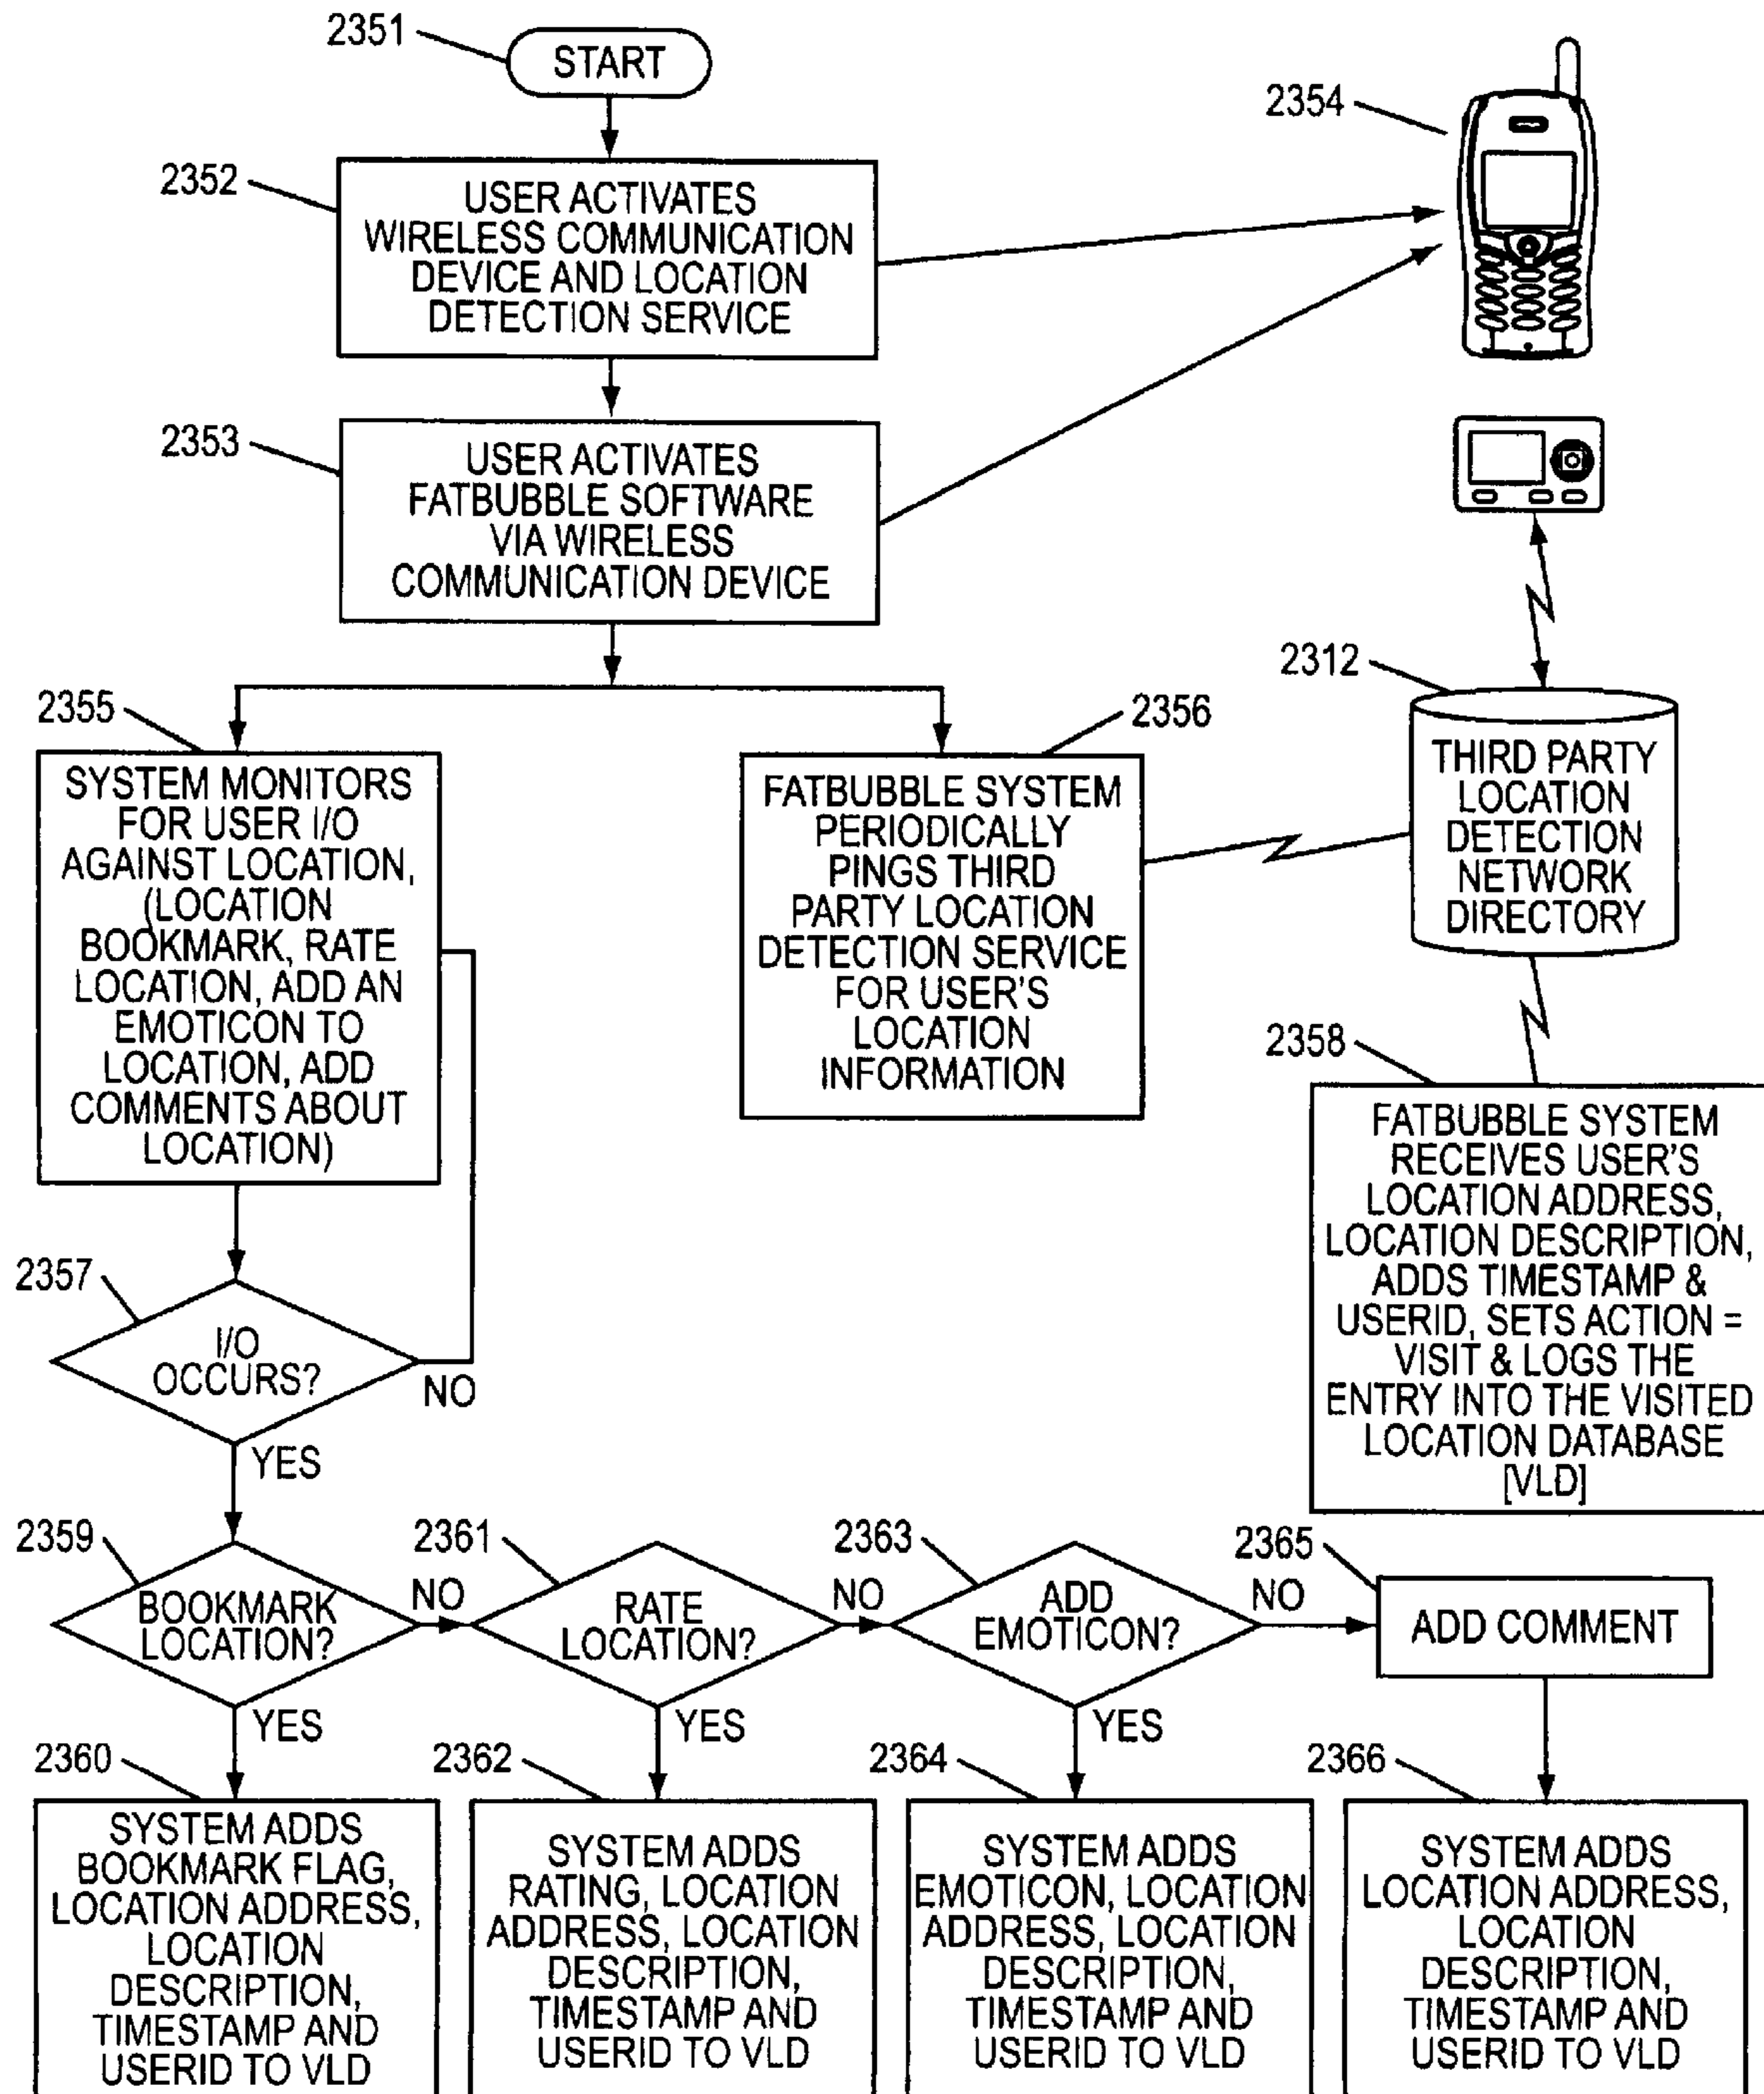 2351
START
2354
2352
USER ACTIVATES
WIRELESS COMMUNICATION
DEVICE AND LOCATION
DETECTION SERVICE
2353
USER ACTIVATES
FATBUBBLE SOFTWARE
VIA WIRELESS
COMMUNICATION DEVICE
2312
THIRD PARTY
LOCATION
DETECTION
NETWORK
DIRECTORY
2355
SYSTEM MONITORS
FOR USER I/O
AGAINST LOCATION,
(LOCATION
BOOKMARK, RATE
LOCATION, ADD AN
EMOTICON TO
LOCATION, ADD
COMMENTS ABOUT
LOCATION)
2356
FATBUBBLE SYSTEM
PERIODICALLY
PINGS THIRD
PARTY LOCATION
DETECTION SERVICE
FOR USER'S
LOCATION
INFORMATION
2358
FATBUBBLE SYSTEM
RECEIVES USER'S
LOCATION ADDRESS,
LOCATION DESCRIPTION,
ADDS TIMESTAMP &
USERID, SETS ACTION =
VISIT & LOGS THE
ENTRY INTO THE VISITED
LOCATION DATABASE
[VLD]
2357
I/O
OCCURS?
NO
YES
2359
BOOKMARK
LOCATION?
NO
YES
2361
RATE
LOCATION?
NO
YES
2363
ADD
EMOTICON?
NO
YES
2365
ADD COMMENT
2360
SYSTEM ADDS
BOOKMARK FLAG,
LOCATION ADDRESS,
LOCATION
DESCRIPTION,
TIMESTAMP AND
USERID TO VLD
2362
SYSTEM ADDS
RATING, LOCATION
ADDRESS, LOCATION
DESCRIPTION,
TIMESTAMP AND
USERID TO VLD
2364
SYSTEM ADDS
EMOTICON, LOCATION
ADDRESS, LOCATION
DESCRIPTION,
TIMESTAMP AND
USERID TO VLD
2366
SYSTEM ADDS
LOCATION ADDRESS,
LOCATION
DESCRIPTION,
TIMESTAMP AND
USERID TO VLD